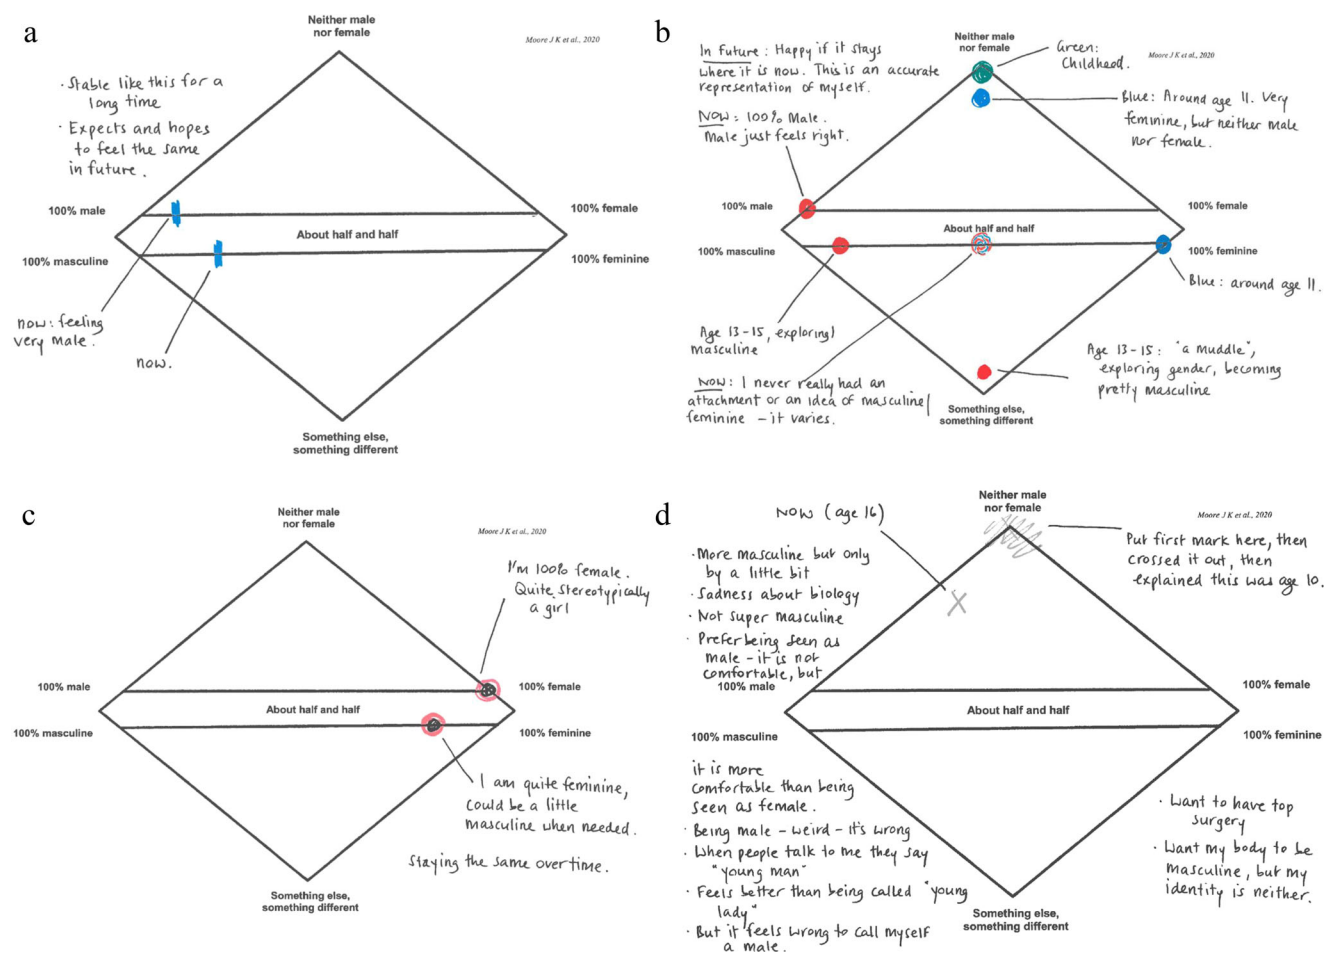 a
Neither male
nor female
Moore J K et al., 2020
· Stable like this for a
long time
· Expects and hopes
to feel the same
in future.
100% male
100% female
About half and half
100% masculine
100% feminine
now: feeling
very male.
now.
Something else,
something different
b
Neither male
nor female
Moore J K et al., 2020
In future: Happy if it stays
where it is now. This is an accurate
representation of myself.
Green:
Childhood.
NOW: 100% Male.
Male just feels right.
Blue: Around age 11. Very
feminine, but neither male
nor female.
100% male
100% female
About half and half
100% masculine
100% feminine
Blue: around age 11.
Age 13-15, exploring
masculine
Age 13-15: "a muddle",
exploring gender, becoming
pretty masculine
NOW: I never really had an
attachment or an idea of masculine/
feminine - it varies.
Something else,
something different
c
Neither male
nor female
Moore J K et al., 2020
I'm 100% female.
Quite stereotypically
a girl
100% male
100% female
About half and half
100% masculine
100% feminine
I am quite feminine,
could be a little
masculine when needed.
Staying the same over time.
Something else,
something different
d
Neither male
nor female
Moore J K et al., 2020
NOW (age 16)
Put first mark here, then
crossed it out, then
explained this was age 10.
· More masculine but only
by a little bit
· Sadness about biology
· Not super masculine
· Prefer being seen as
male - it is not
comfortable, but
100% male
100% female
About half and half
100% masculine
100% feminine
it is more
comfortable than being
seen as female.
· Being male - weird - it's wrong
· When people talk to me they say
"young man"
· Feels better than being called "young
lady"
· But it feels wrong to call myself
a male.
· Want to have top
surgery
· Want my body to be
masculine, but my
identity is neither.
Something else,
something different